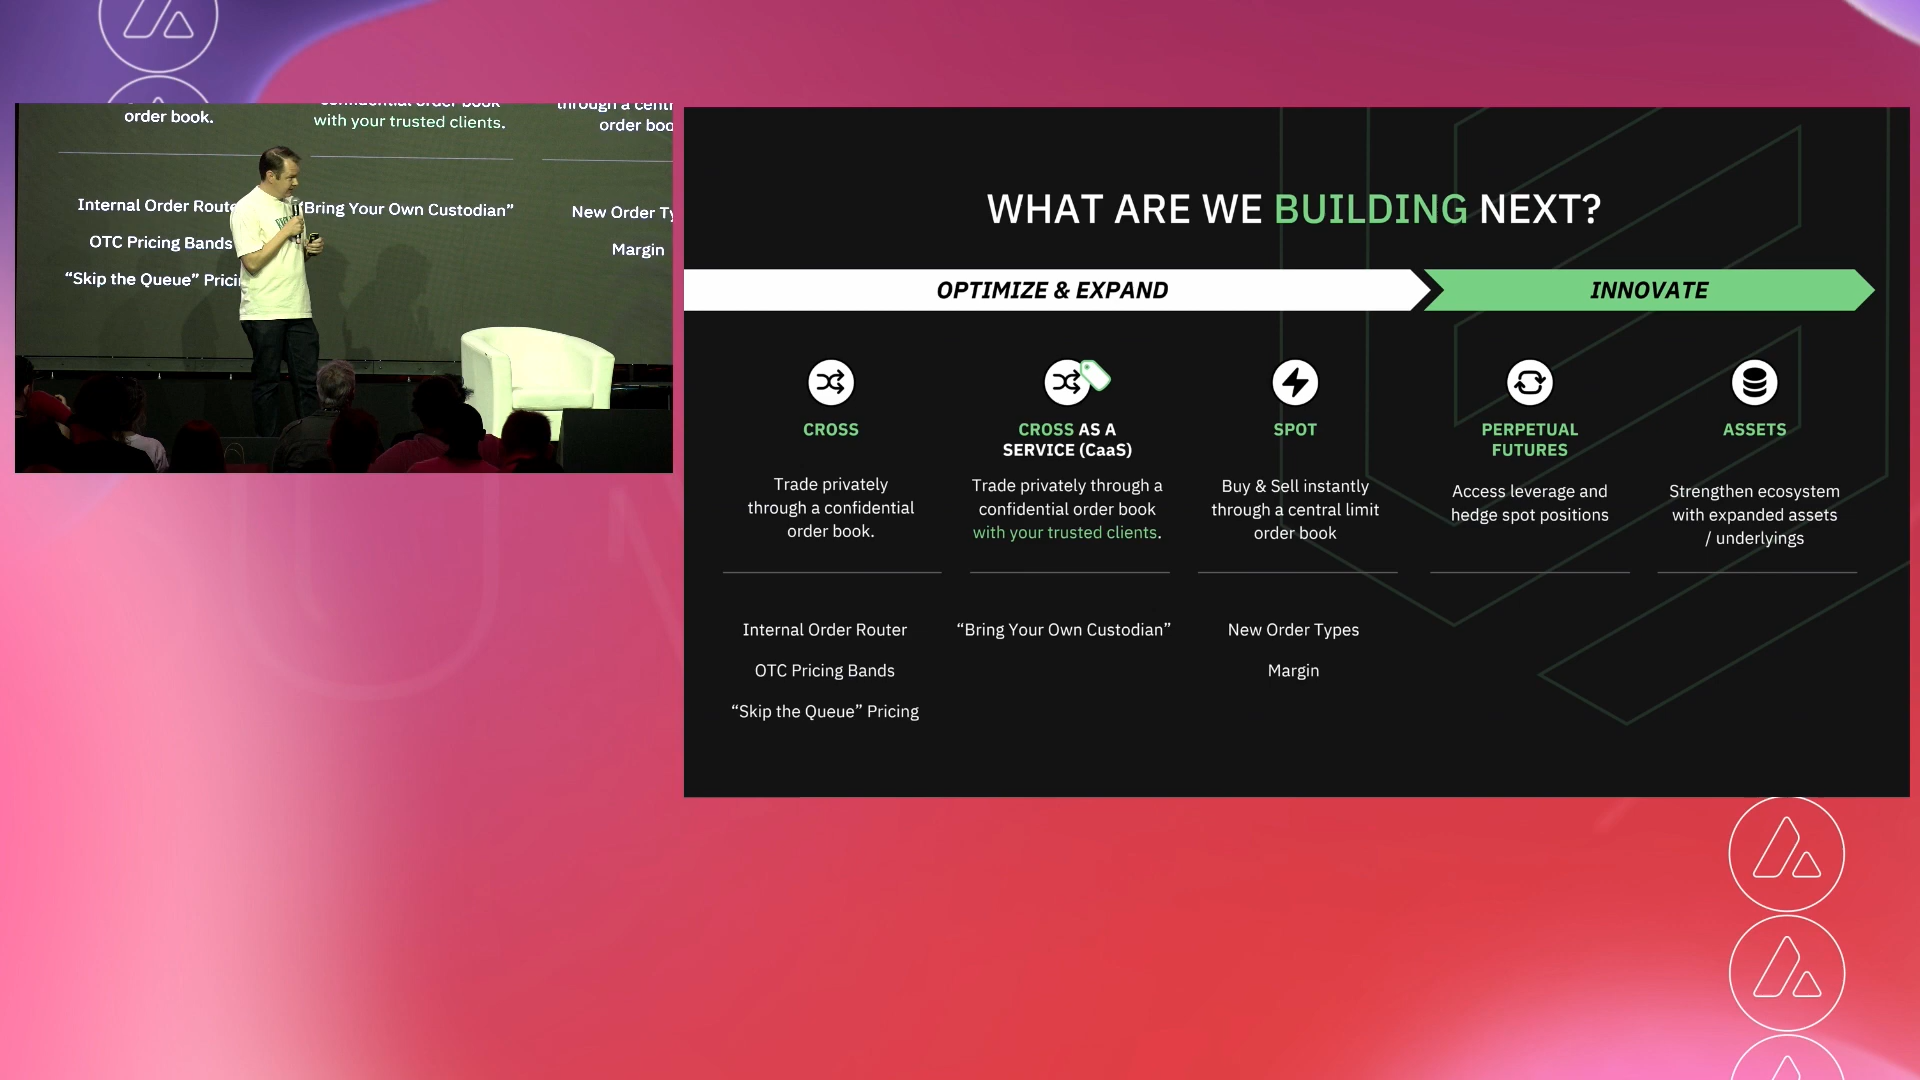 order book.
confidential order book
with your trusted clients.
through a
order
Internal Order
"Bring Your Own Custodian"
New Order
OTC Pricing Bands
Margin
"Skip the Queue"
WHAT ARE WE BUILDING NEXT?
OPTIMIZE & EXPAND
INNOVATE
CROSS
Trade privately
through a confidential
order book.
Internal Order Router
OTC Pricing Bands
“Skip the Queue” Pricing
CROSS AS A
SERVICE (CaaS)
Trade privately through a
confidential order book
with your trusted clients.
“Bring Your Own Custodian”
SPOT
Buy & Sell instantly
through a central limit
order book
New Order Types
Margin
PERPETUAL
FUTURES
Access leverage and
hedge spot positions
ASSETS
Strengthen ecosystem
with expanded assets
/ underlyings